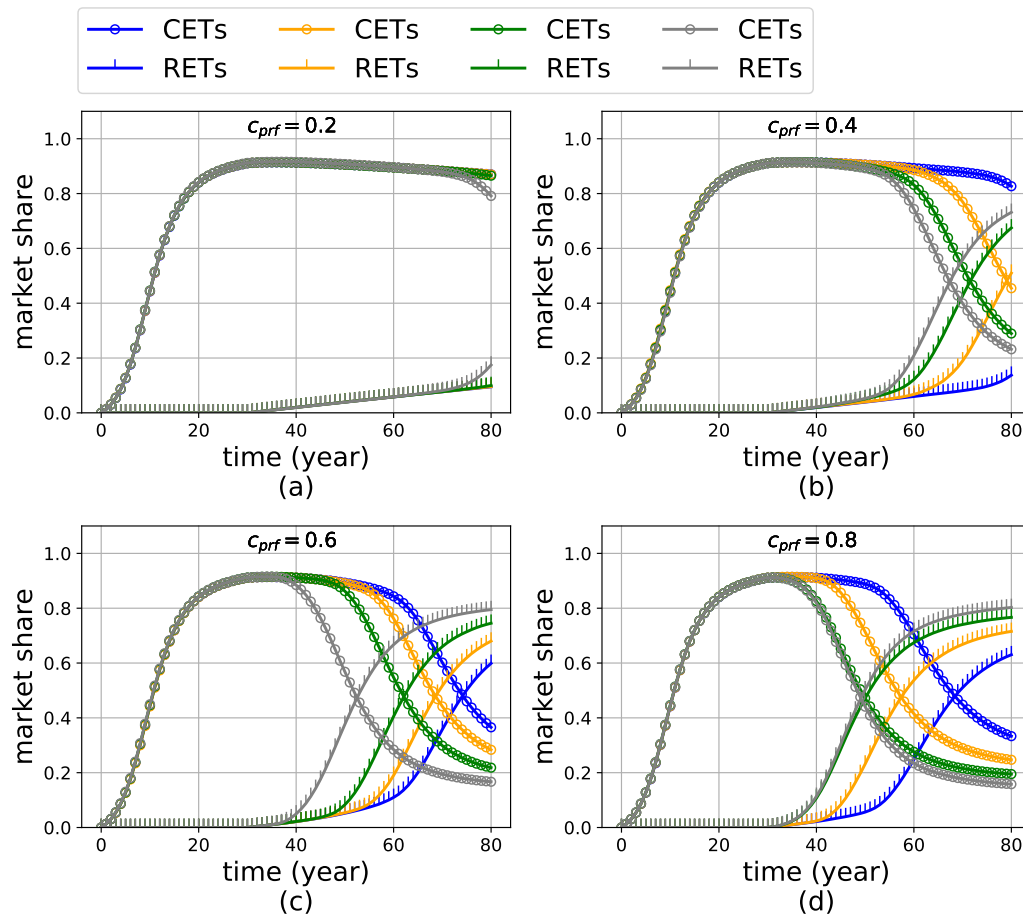 CETs CETs CETs CETs
RETs RETs RETs RETs
c_prf = 0.2
market share
1.0
0.8
0.6
0.4
0.2
0.0
0 20 40 60 80
time (year)
(a)
c_prf = 0.4
market share
1.0
0.8
0.6
0.4
0.2
0.0
0 20 40 60 80
time (year)
(b)
c_prf = 0.6
market share
1.0
0.8
0.6
0.4
0.2
0.0
0 20 40 60 80
time (year)
(c)
c_prf = 0.8
market share
1.0
0.8
0.6
0.4
0.2
0.0
0 20 40 60 80
time (year)
(d)